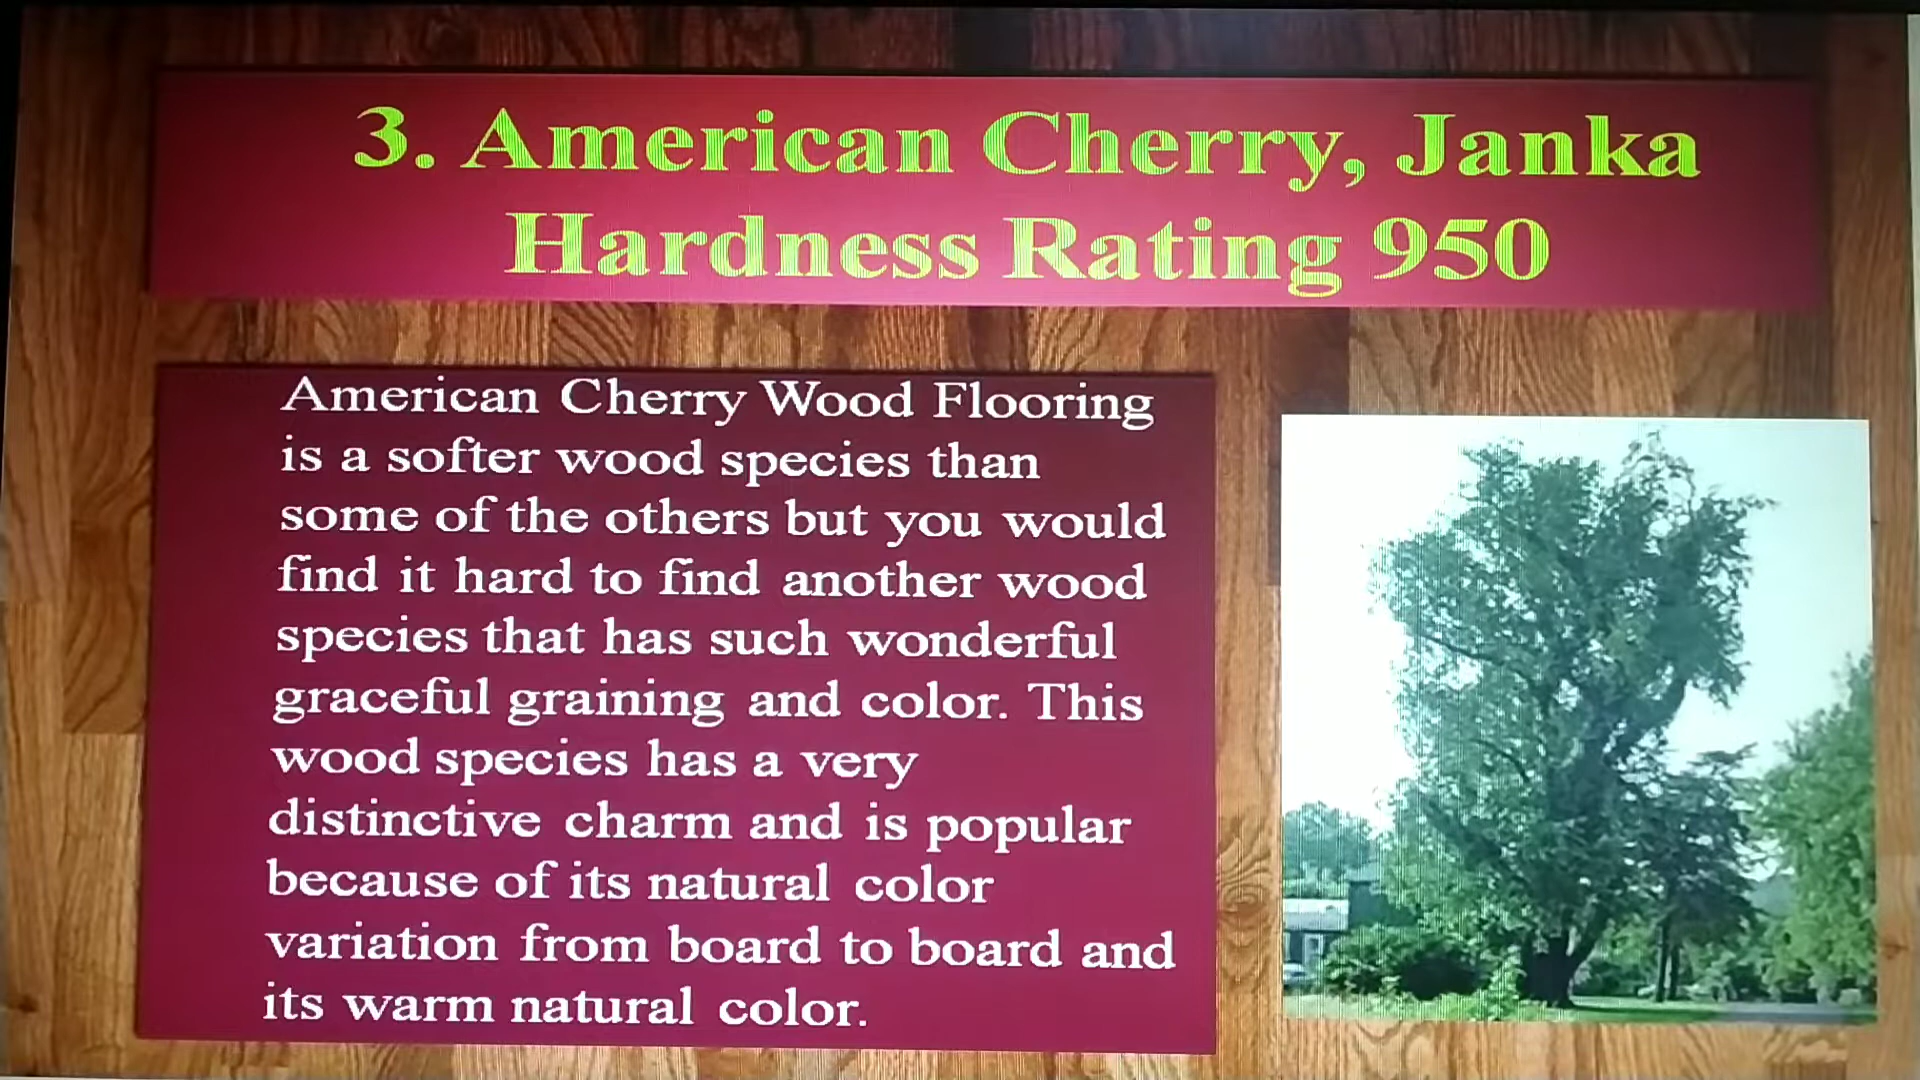 3. American Cherry, Janka
Hardness Rating 950
American Cherry Wood Flooring
is a softer wood species than
some of the others but you would
find it hard to find another wood
species that has such wonderful
graceful graining and color. This
wood species has a very
distinctive charm and is popular
because of its natural color
variation from board to board and
its warm natural color.